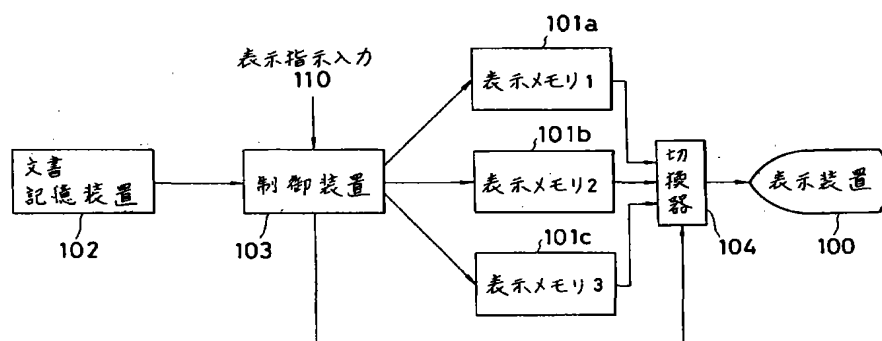 表示指示入力
110
101a
表示メモリ1
文書
記憶装置
102
制御装置
103
101b
表示メモリ2
101c
表示メモリ3
切
換
器
104
表示装置
100